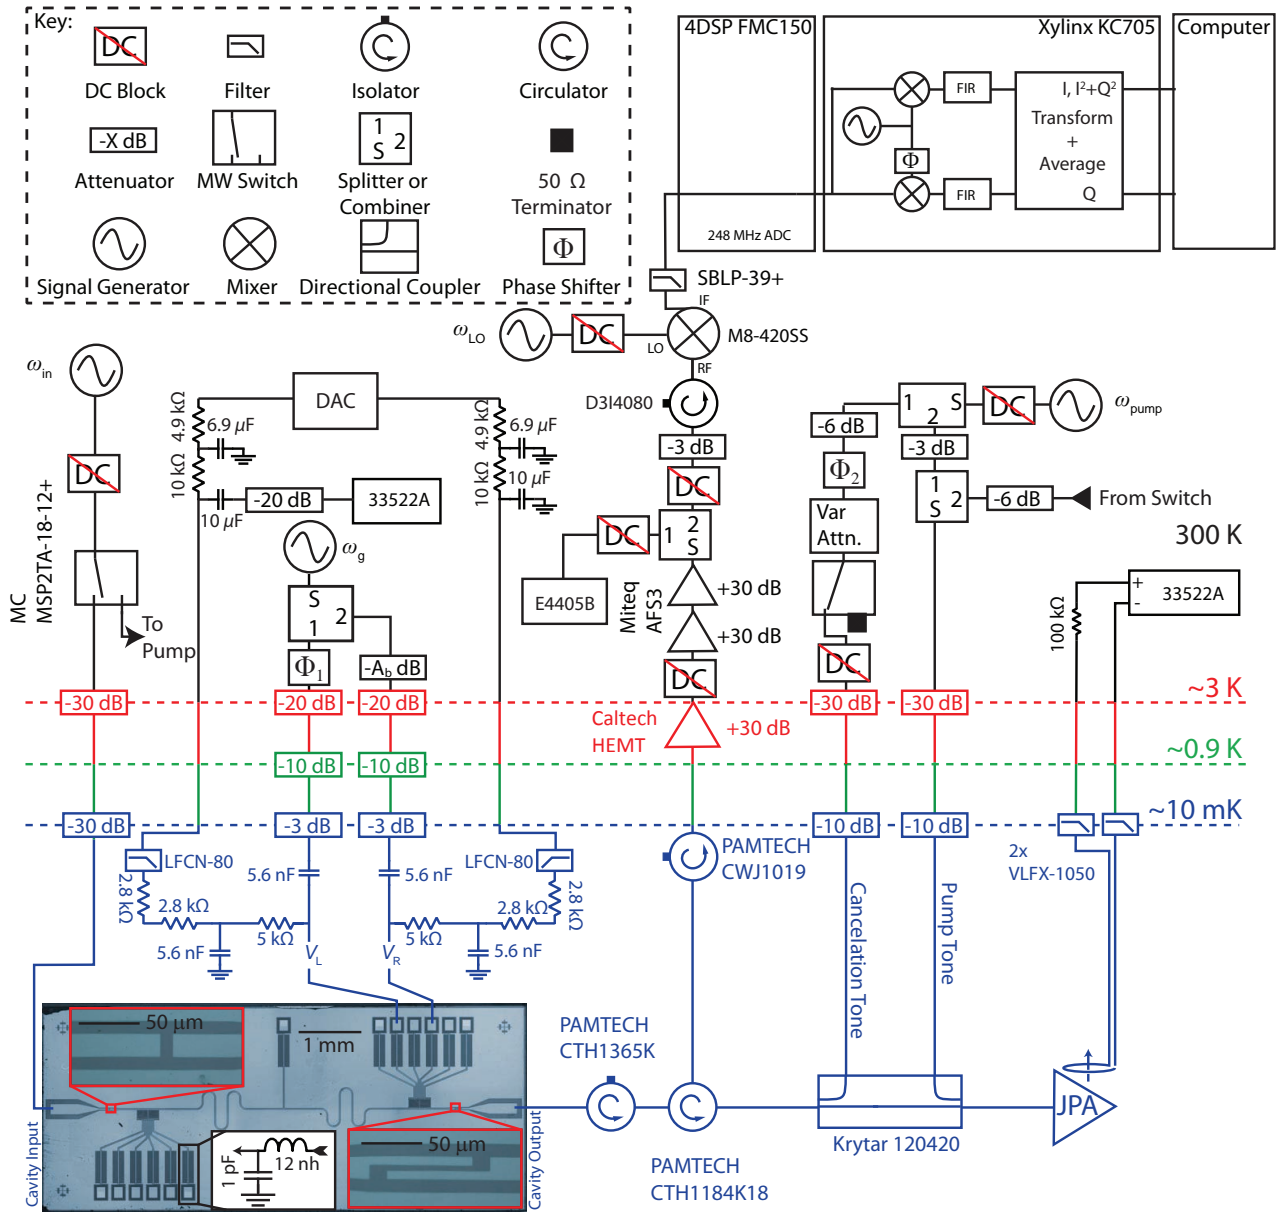 Key:
DC
DC Block
Filter
Isolator
Circulator
-X dB
Attenuator
MW Switch
1
S 2
Splitter or
Combiner
50 Ω
Terminator
Signal Generator
Mixer
Directional Coupler
Φ
Phase Shifter
4DSP FMC150
248 MHz ADC
Xylinx KC705
FIR
Φ
FIR
I, I²+Q²
Transform
+
Average
Q
Computer
SBLP-39+
IF
M8-420SS
LO
RF
ω_LO
DC
D3I4080
-3 dB
DC
2
1
S
DC
E4405B
Miteq
AFS3
+30 dB
+30 dB
DC
Caltech
HEMT
+30 dB
ω_in
DC
MC
MSP2TA-18-12+
To
Pump
-30 dB
-30 dB
DAC
4.9 kΩ
6.9 µF
10 kΩ
10 µF
-20 dB
33522A
4.9 kΩ
6.9 µF
10 kΩ
10 µF
ω_g
S
1 2
Φ₁
-A_b dB
-20 dB
-20 dB
-10 dB
-10 dB
-3 dB
-3 dB
1 S
2
DC
ω_pump
-6 dB
Φ₂
Var
Attn.
DC
-3 dB
1
S 2
-6 dB
From Switch
300 K
+
-
33522A
100 kΩ
-30 dB
-30 dB
~3 K
~0.9 K
~10 mK
-10 dB
-10 dB
LFCN-80
2.8 kΩ
2.8 kΩ
5.6 nF
5 kΩ
5.6 nF
V_L
5.6 nF
V_R
5 kΩ
5.6 nF
2.8 kΩ
2.8 kΩ
LFCN-80
PAMTECH
CWJ1019
Cancelation Tone
Pump Tone
2x
VLFX-1050
50 µm
1 mm
50 µm
1 pF
12 nh
Cavity Input
Cavity Output
PAMTECH
CTH1365K
PAMTECH
CTH1184K18
Krytar 120420
JPA